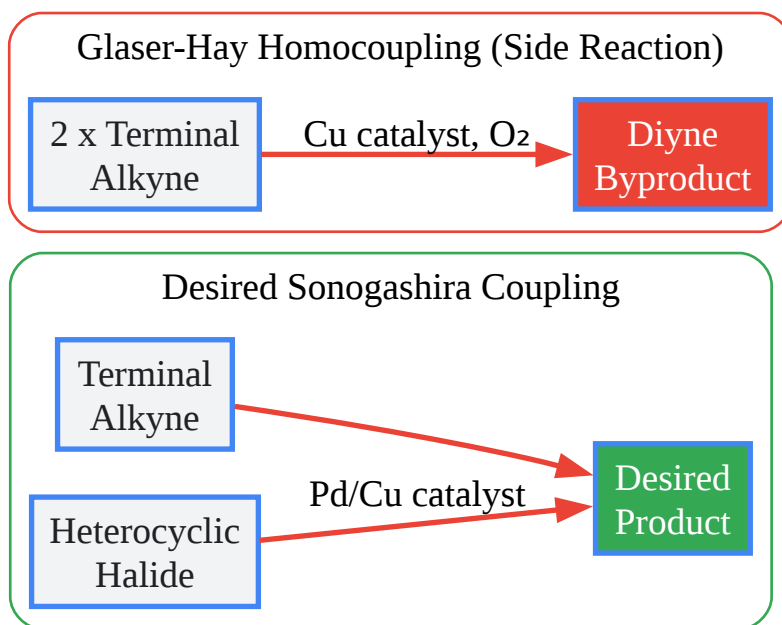 Glaser-Hay Homocoupling (Side Reaction)
2 x Terminal
Alkyne
Cu catalyst, O₂
Diyne
Byproduct
Desired Sonogashira Coupling
Terminal
Alkyne
Pd/Cu catalyst
Heterocyclic
Halide
Desired
Product